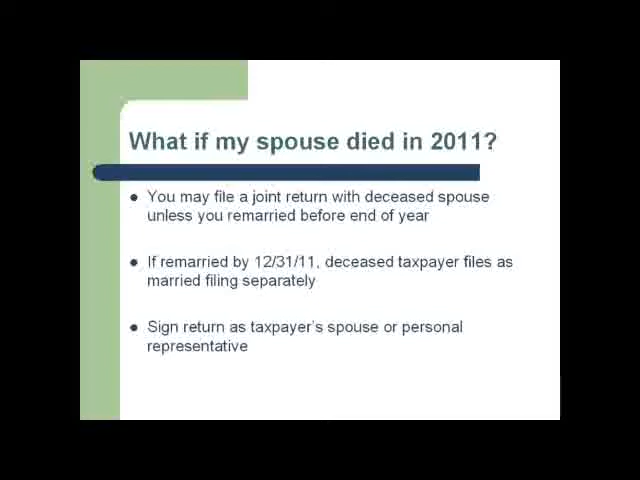 What if my spouse died in 2011?
● You may file a joint return with deceased spouse
unless you remarried before end of year
● If remarried by 12/31/11, deceased taxpayer files as
married filing separately
● Sign return as taxpayer's spouse or personal
representative